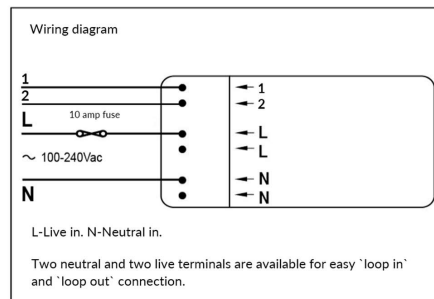 Wiring diagram
1
2
L
10 amp fuse
~ 100-240Vac
N
1
2
L
L
N
N
L-Live in. N-Neutral in.
Two neutral and two live terminals are available for easy `loop in`
and `loop out` connection.